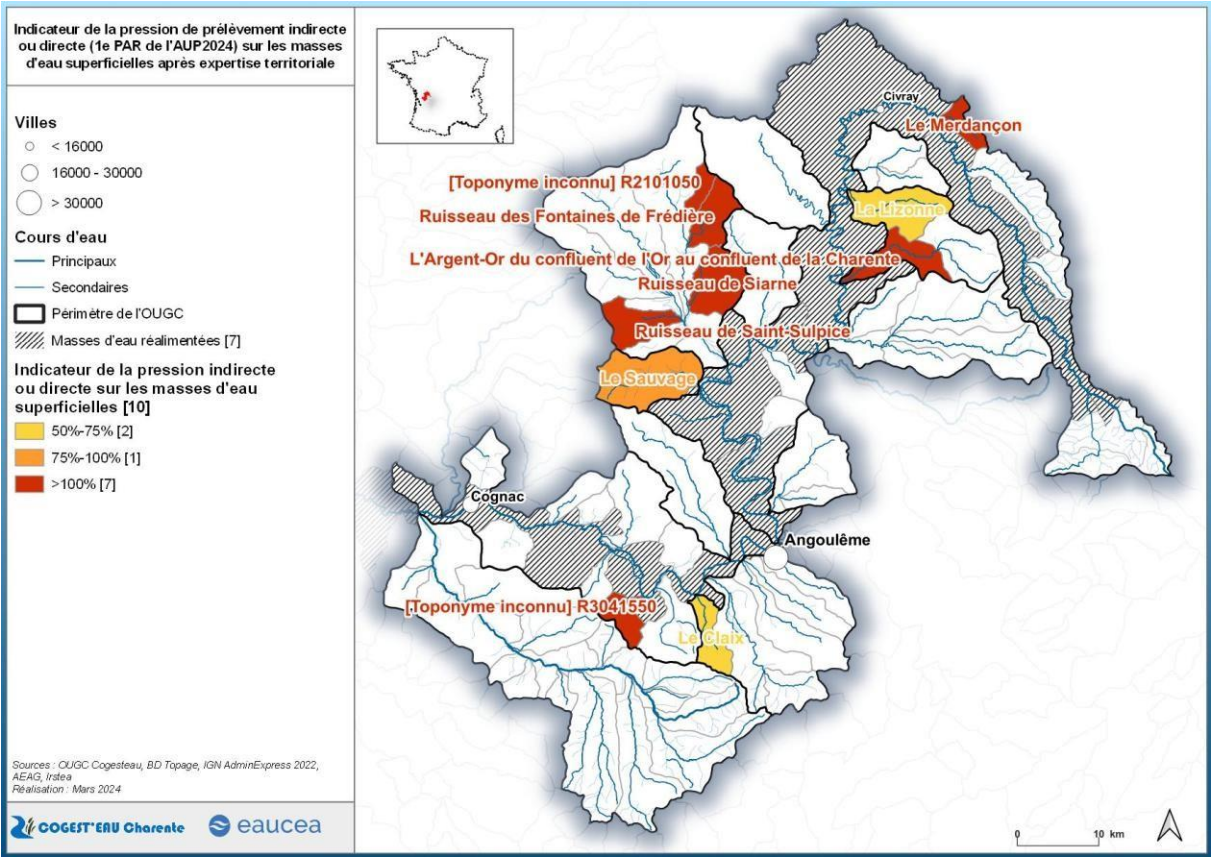 Indicateur de la pression de prélèvement indirecte
ou directe (1e PAR de l'AUP2024) sur les masses
d'eau superficielles après expertise territoriale
Villes
< 16000
16000 - 30000
> 30000
Cours d'eau
Principaux
Secondaires
Périmètre de l'OUGC
Masses d'eau réalimentées [7]
Indicateur de la pression indirecte
ou directe sur les masses d'eau
superficielles [10]
50%-75% [2]
75%-100% [1]
>100% [7]
Sources : OUGC Cogesteau, BD Topage, IGN AdminExpress 2022,
AEAG, Irstea
Réalisation : Mars 2024
COGEST'EAU Charente
eaucea
Civray
Le Merdançon
[Toponyme inconnu] R2101050
La Lizonne
Ruisseau des Fontaines de Frédière
L'Argent-Or du confluent de l'Or au confluent de la Charente
Ruisseau de Siarne
Ruisseau de Saint-Sulpice
Le Sauvage
Cognac
Angoulême
[Toponyme inconnu] R3041550
Le Claix
0 10 km